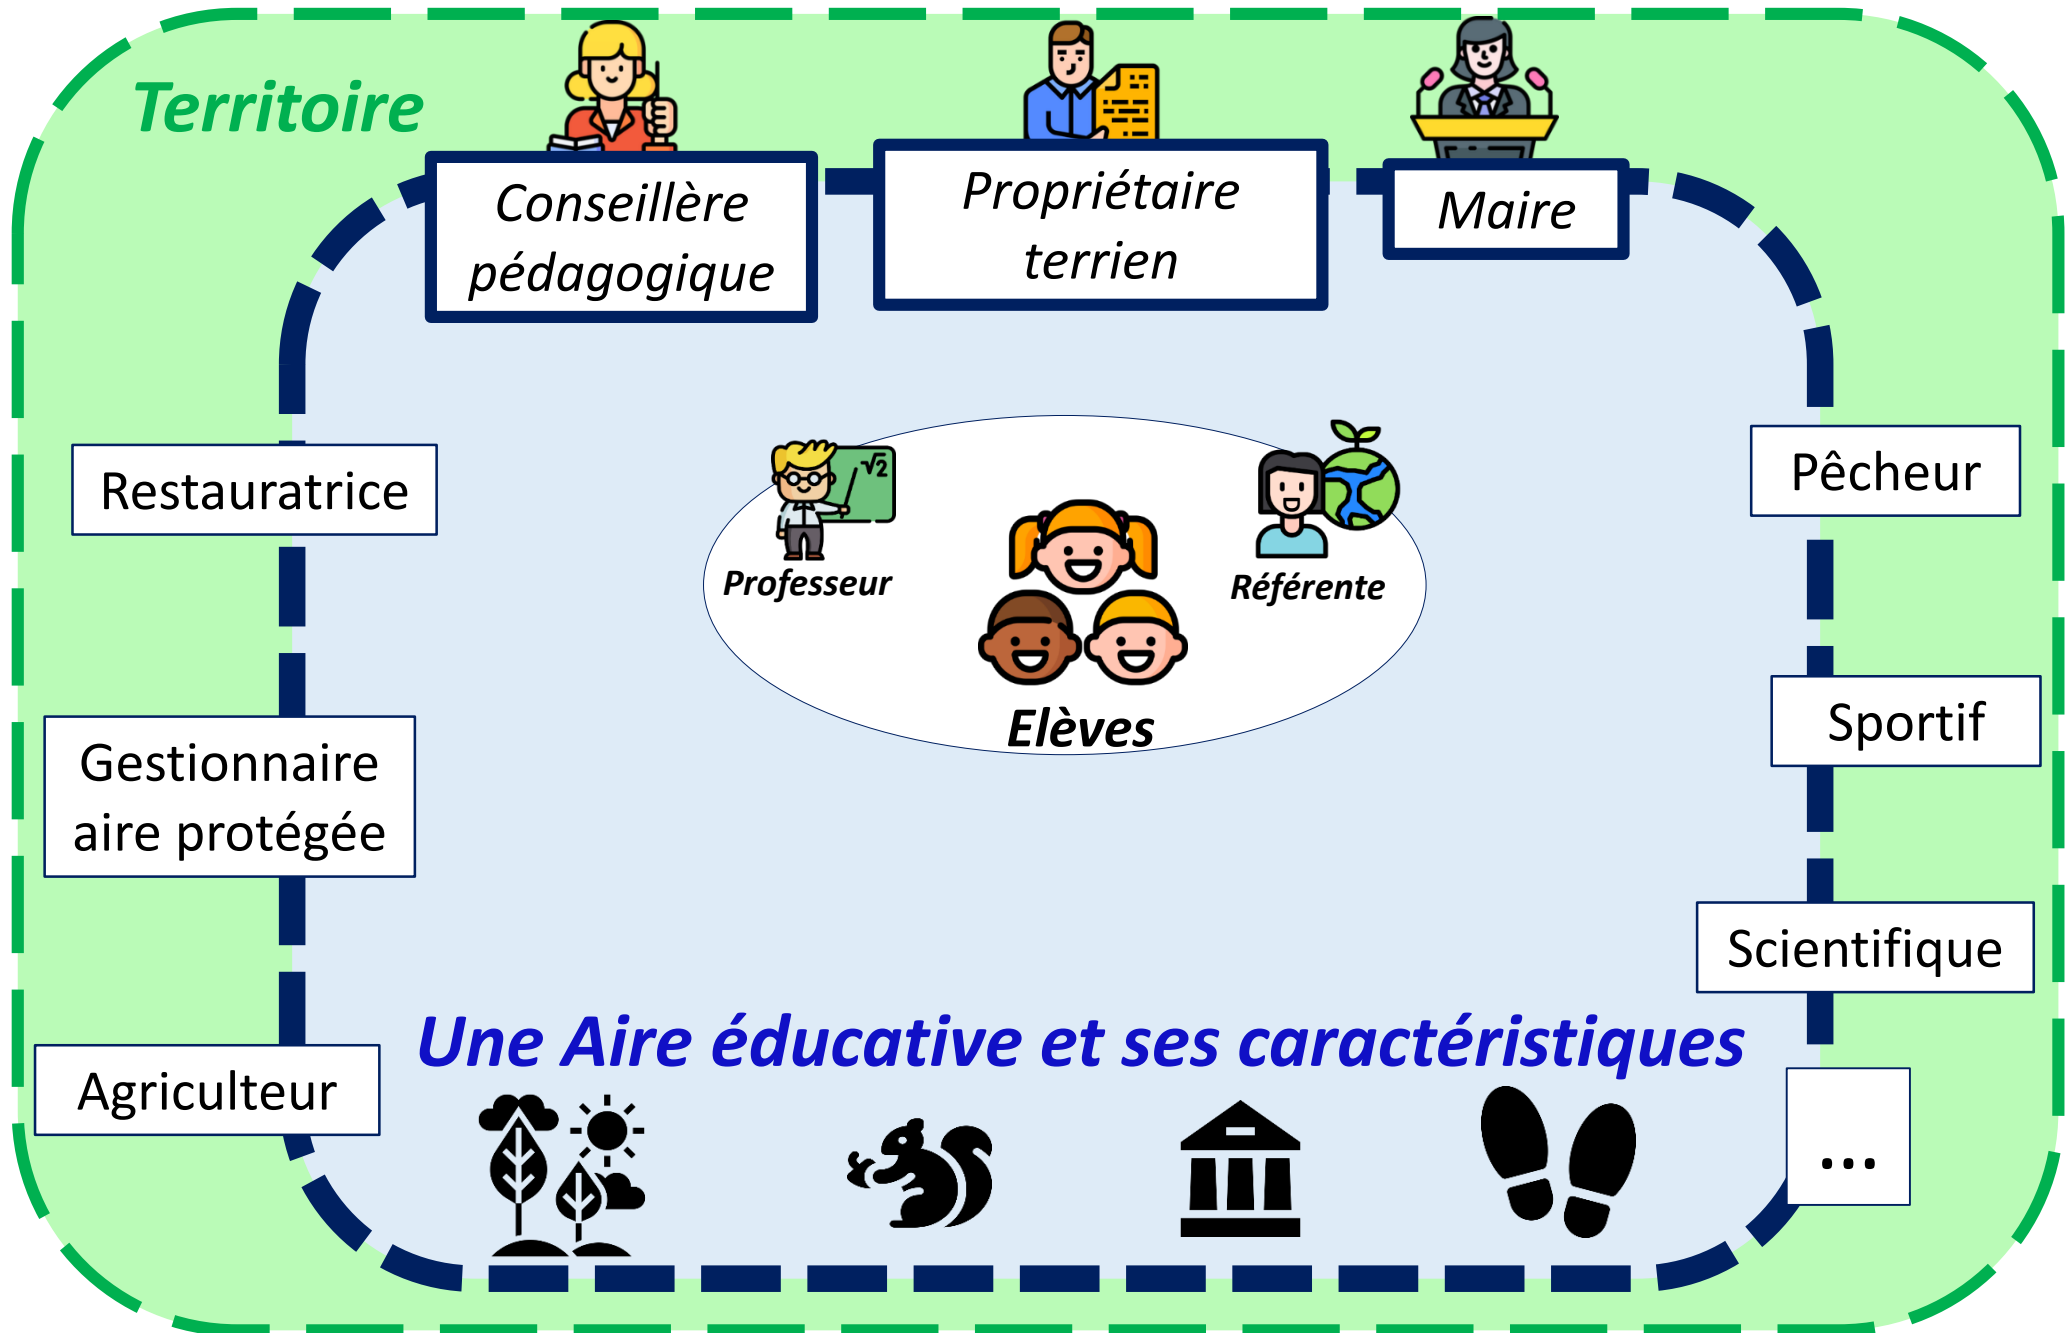 Territoire
Conseillère
pédagogique
Propriétaire
terrien
Maire
Restauratrice
Pêcheur
√2
Professeur
Référente
Elèves
Gestionnaire
aire protégée
Sportif
Scientifique
Une Aire éducative et ses caractéristiques
Agriculteur
...